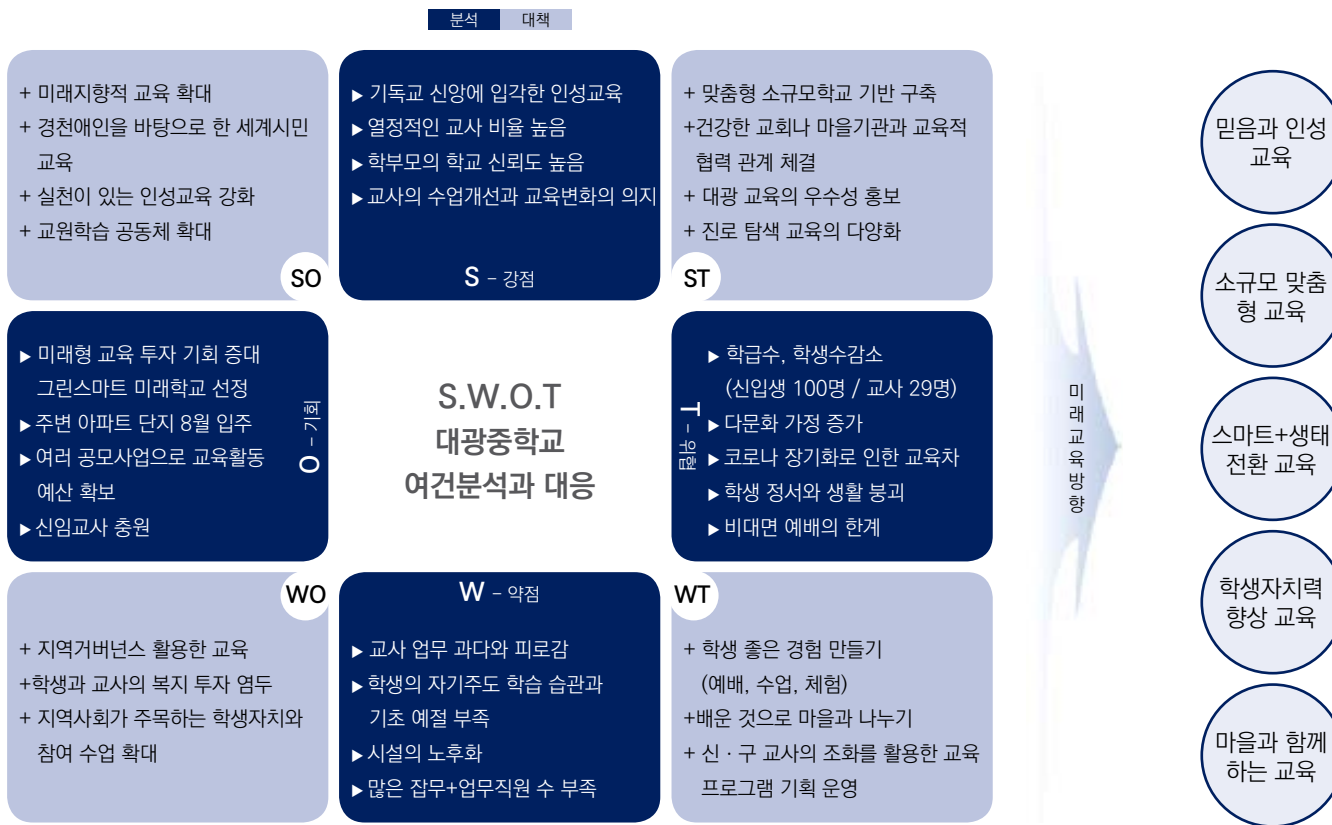 분석 대책
+ 미래지향적 교육 확대
+ 경천애인을 바탕으로 한 세계시민
교육
+ 실천이 있는 인성교육 강화
+ 교원학습 공동체 확대
SO
▶ 기독교 신앙에 입각한 인성교육
▶ 열정적인 교사 비율 높음
▶ 학부모의 학교 신뢰도 높음
▶ 교사의 수업개선과 교육변화의 의지
S - 강점
+ 맞춤형 소규모학교 기반 구축
+건강한 교회나 마을기관과 교육적
협력 관계 체결
+ 대광 교육의 우수성 홍보
+ 진로 탐색 교육의 다양화
ST
▶ 미래형 교육 투자 기회 증대
그린스마트 미래학교 선정
▶ 주변 아파트 단지 8월 입주
▶ 여러 공모사업으로 교육활동
예산 확보
▶ 신임교사 충원
O - 기회
S.W.O.T
대광중학교
여건분석과 대응
T - 위협
▶ 학급수, 학생수감소
(신입생 100명 / 교사 29명)
▶ 다문화 가정 증가
▶ 코로나 장기화로 인한 교육차
▶ 학생 정서와 생활 붕괴
▶ 비대면 예배의 한계
WO
+ 지역거버넌스 활용한 교육
+학생과 교사의 복지 투자 염두
+ 지역사회가 주목하는 학생자치와
참여 수업 확대
W - 약점
▶ 교사 업무 과다와 피로감
▶ 학생의 자기주도 학습 습관과
기초 예절 부족
▶ 시설의 노후화
▶ 많은 잡무+업무직원 수 부족
WT
+ 학생 좋은 경험 만들기
(예배, 수업, 체험)
+배운 것으로 마을과 나누기
+ 신 · 구 교사의 조화를 활용한 교육
프로그램 기획 운영
미래교육방향
믿음과 인성
교육
소규모 맞춤
형 교육
스마트+생태
전환 교육
학생자치력
향상 교육
마을과 함께
하는 교육